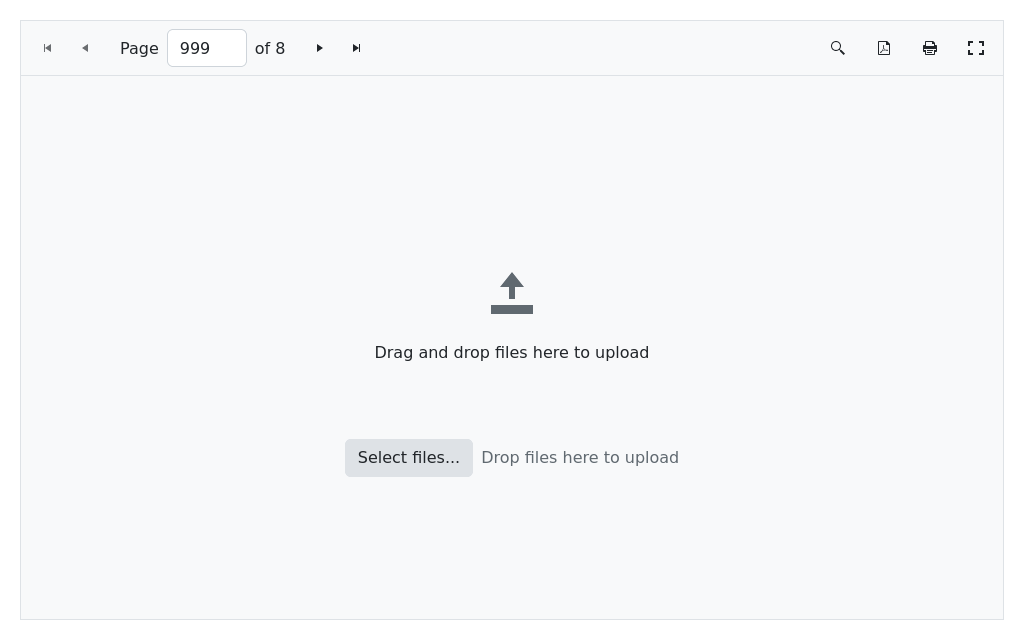 Page 999 of 8
Drag and drop files here to upload
Select files... Drop files here to upload